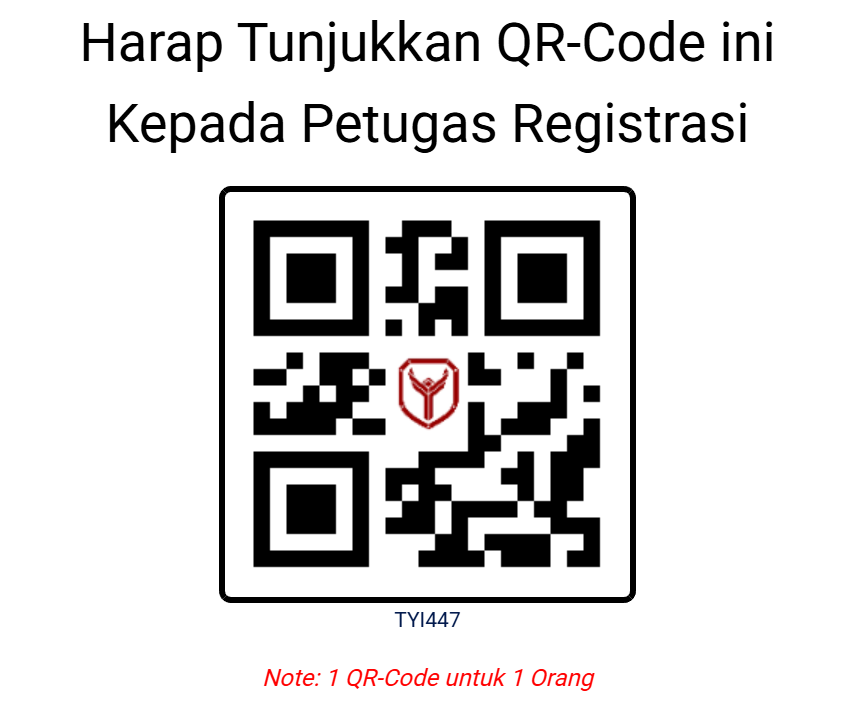 Harap Tunjukkan QR-Code ini
Kepada Petugas Registrasi
TYI447
Note: 1 QR-Code untuk 1 Orang